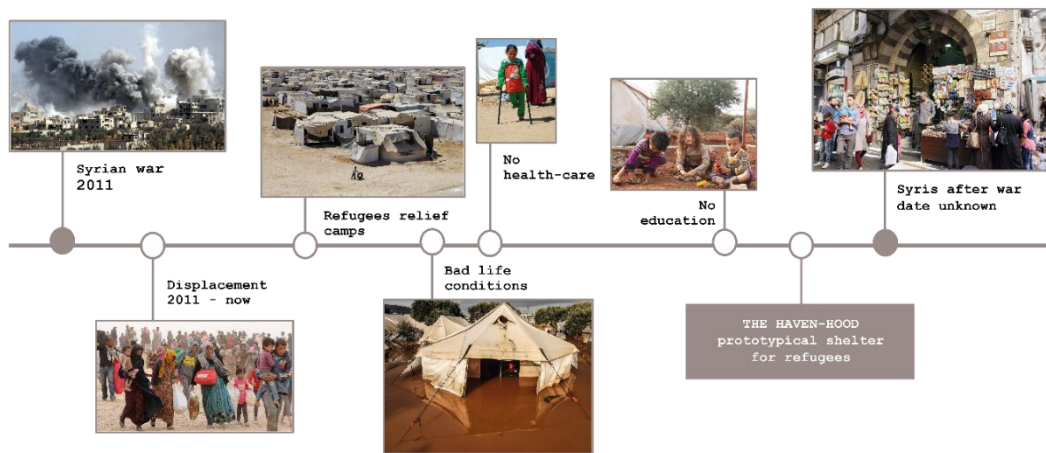 Syrian war
2011
Displacement
2011 - now
Refugees relief
camps
Bad life
conditions
No
health-care
No
education
THE HAVEN-HOOD
prototypical shelter
for refugees
Syris after war
date unknown